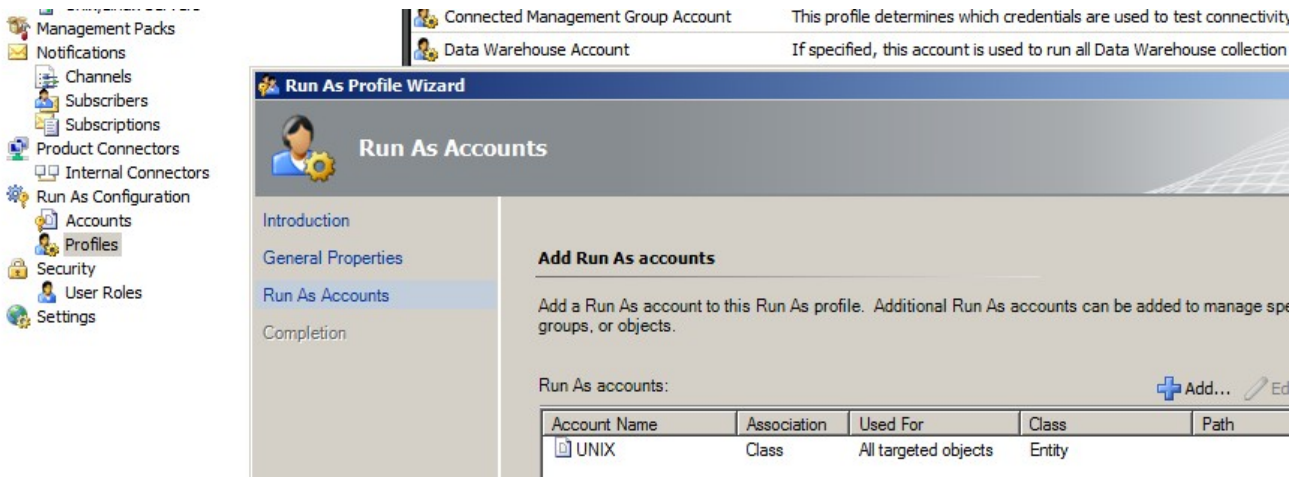 Management Packs
Notifications
Channels
Subscribers
Subscriptions
Product Connectors
Internal Connectors
Run As Configuration
Accounts
Profiles
Security
User Roles
Settings
Connected Management Group Account This profile determines which credentials are used to test connectivity
Data Warehouse Account If specified, this account is used to run all Data Warehouse collection
Run As Profile Wizard
Run As Accounts
Introduction
General Properties
Run As Accounts
Completion
Add Run As accounts
Add a Run As account to this Run As profile. Additional Run As accounts can be added to manage spe
groups, or objects.
Run As accounts:
Add... Ed
Account Name Association Used For Class Path
UNIX Class All targeted objects Entity